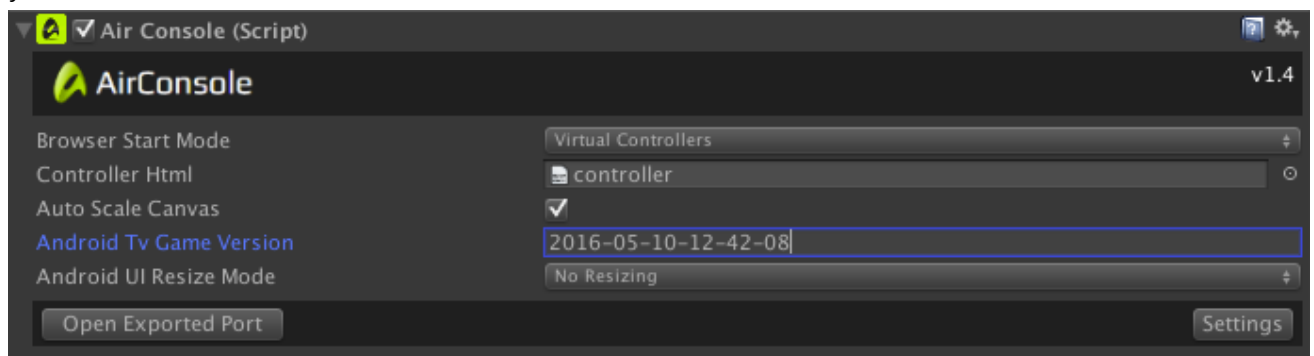 Air Console (Script)
AirConsole v1.4
Browser Start Mode Virtual Controllers
Controller Html controller
Auto Scale Canvas
Android Tv Game Version 2016-05-10-12-42-08
Android UI Resize Mode No Resizing
Open Exported Port Settings